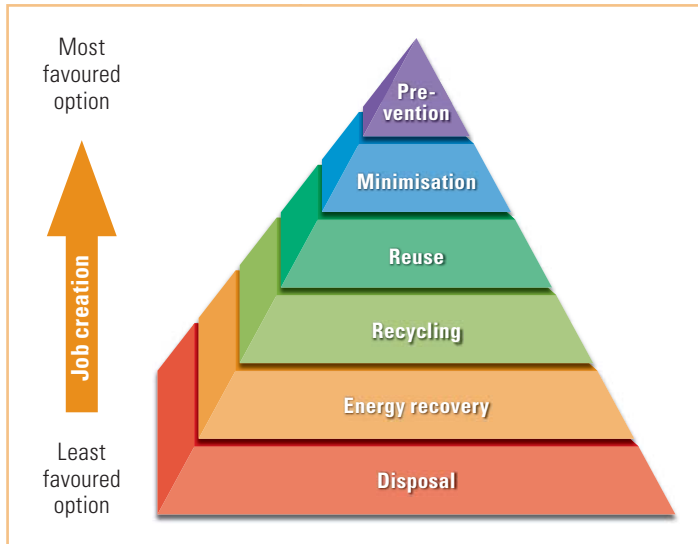 Most
favoured
option
Job creation
Least
favoured
option
Pre-
vention
Minimisation
Reuse
Recycling
Energy recovery
Disposal